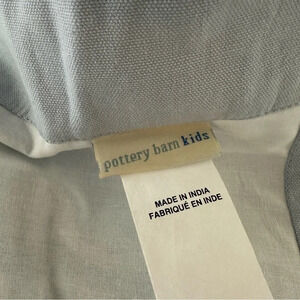 pottery barn kids
MADE IN INDIA
FABRIQUÉ EN INDE